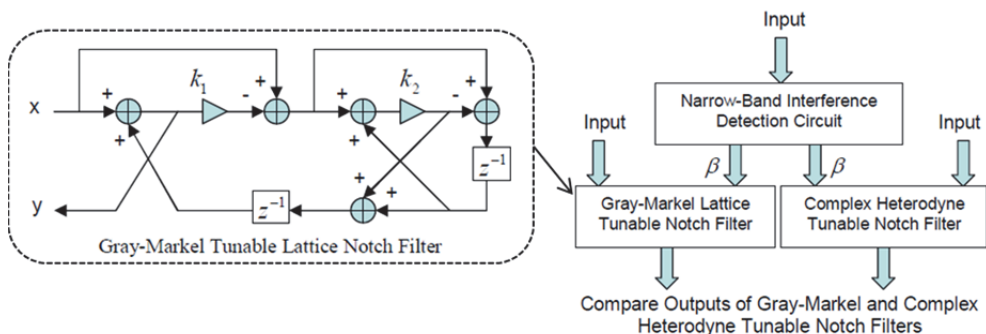 Input
Narrow-Band Interference
Detection Circuit
Input
Input
β
β
Gray-Markel Lattice
Tunable Notch Filter
Complex Heterodyne
Tunable Notch Filter
Compare Outputs of Gray-Markel and Complex
Heterodyne Tunable Notch Filters
+ +
k₁ k₂
x + - + -
+ +
z⁻¹
+ +
y z⁻¹
Gray-Markel Tunable Lattice Notch Filter